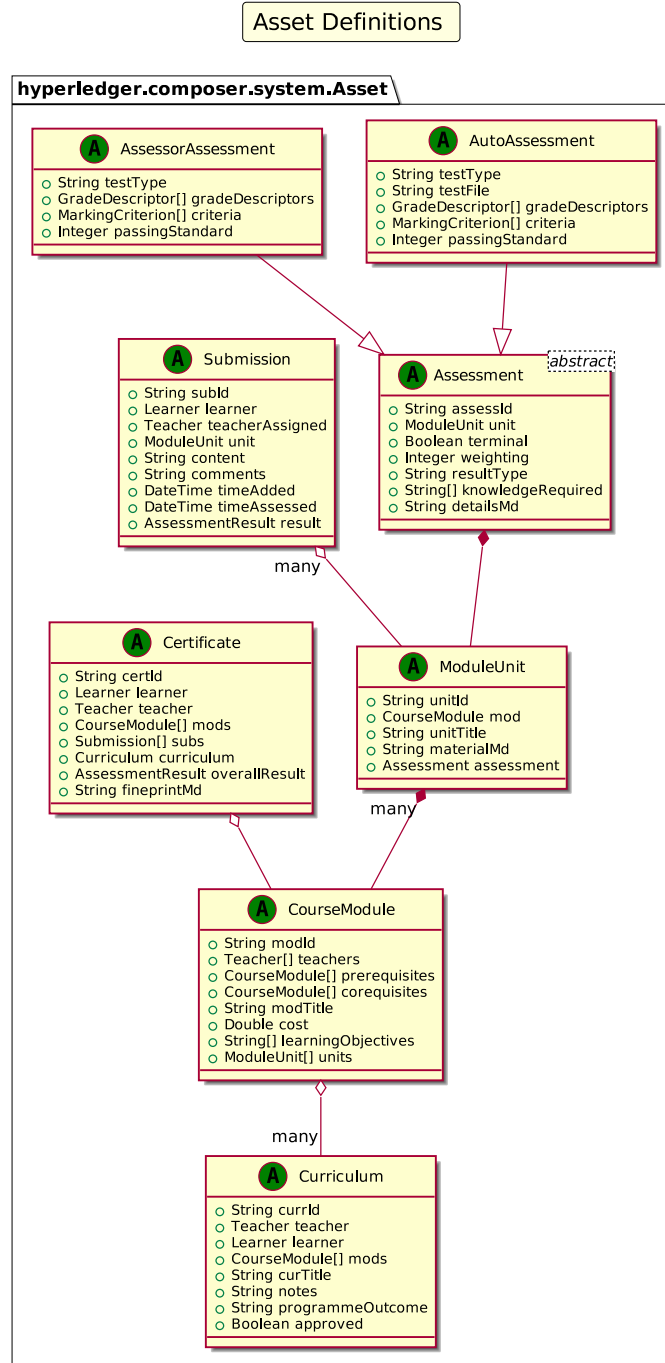 Asset Definitions
hyperledger.composer.system.Asset
A AssessorAssessment
String testType
GradeDescriptor[] gradeDescriptors
MarkingCriterion[] criteria
Integer passingStandard
A AutoAssessment
String testType
String testFile
GradeDescriptor[] gradeDescriptors
MarkingCriterion[] criteria
Integer passingStandard
A Submission
String subId
Learner learner
Teacher teacherAssigned
ModuleUnit unit
String content
String comments
DateTime timeAdded
DateTime timeAssessed
AssessmentResult result
A Assessment
abstract
String assessId
ModuleUnit unit
Boolean terminal
Integer weighting
String resultType
String[] knowledgeRequired
String detailsMd
many
A Certificate
String certId
Learner learner
Teacher teacher
CourseModule[] mods
Submission[] subs
Curriculum curriculum
AssessmentResult overallResult
String fineprintMd
A ModuleUnit
String unitId
CourseModule mod
String unitTitle
String materialMd
Assessment assessment
many
A CourseModule
String modId
Teacher[] teachers
CourseModule[] prerequisites
CourseModule[] corequisites
String modTitle
Double cost
String[] learningObjectives
ModuleUnit[] units
many
A Curriculum
String currId
Teacher teacher
Learner learner
CourseModule[] mods
String curTitle
String notes
String programmeOutcome
Boolean approved